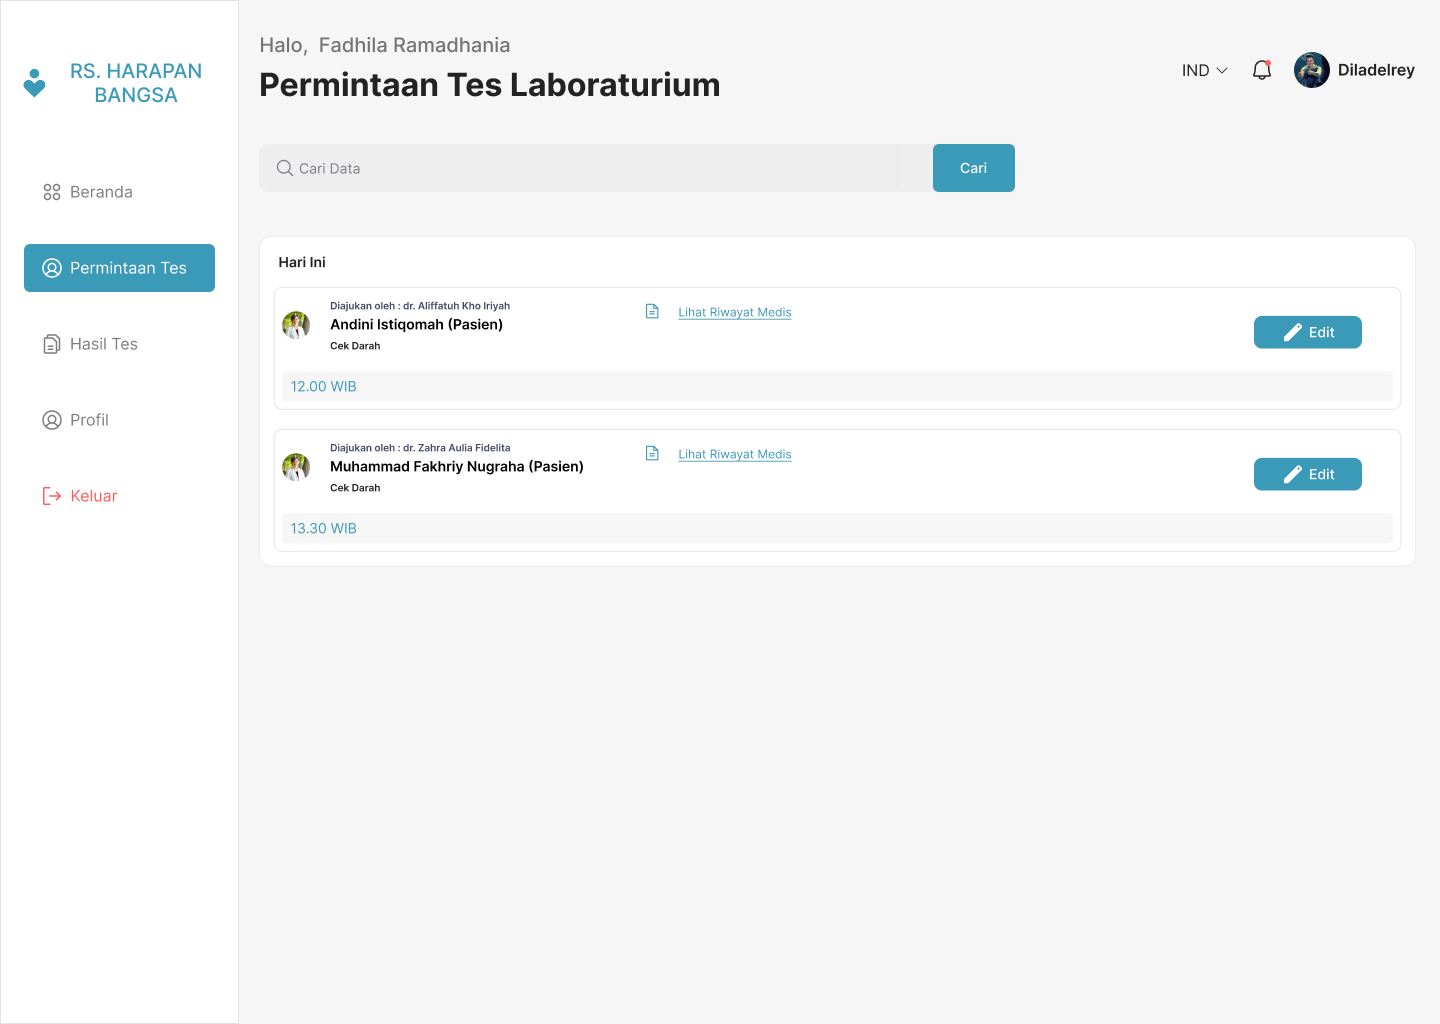 RS. HARAPAN
BANGSA
Beranda
Permintaan Tes
Hasil Tes
Profil
Keluar
Halo,  Fadhila Ramadhania
Permintaan Tes Laboraturium
IND
Diladelrey
Cari Data
Cari
Hari Ini
Diajukan oleh : dr. Aliffatuh Kho Iriyah
Andini Istiqomah (Pasien)
Cek Darah
Lihat Riwayat Medis
Edit
12.00 WIB
Diajukan oleh : dr. Zahra Aulia Fidelita
Muhammad Fakhriy Nugraha (Pasien)
Cek Darah
Lihat Riwayat Medis
Edit
13.30 WIB